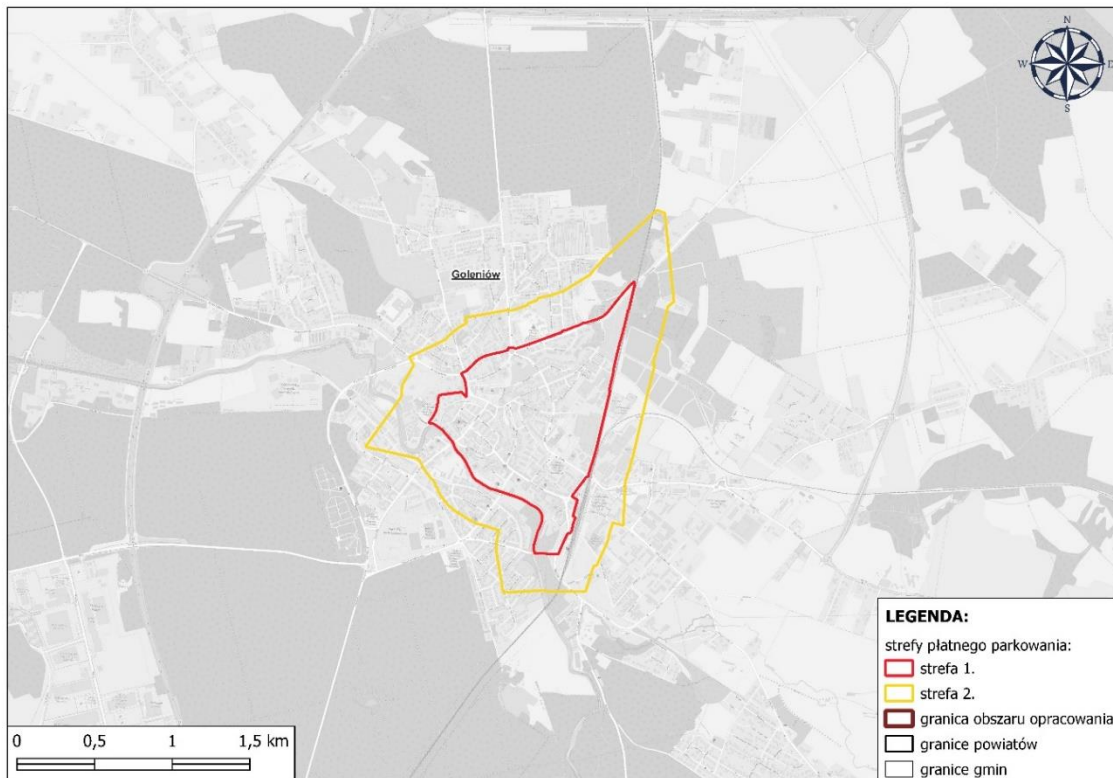 N
W
E
S
Goleniów
LEGENDA:
strefy płatnego parkowania:
strefa 1.
strefa 2.
granica obszaru opracowania
granice powiatów
granice gmin
0 0,5 1 1,5 km